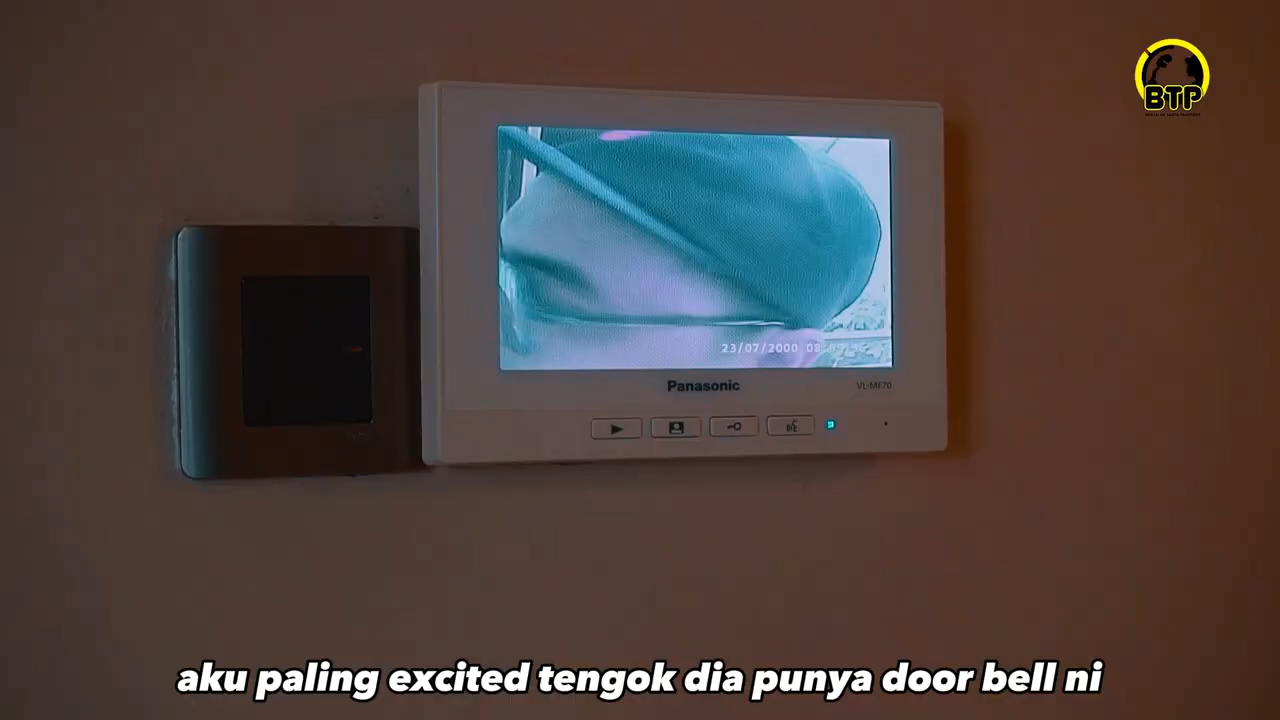 BTP
23/07/2000
Panasonic
VL-MF70
aku paling excited tengok dia punya door bell ni